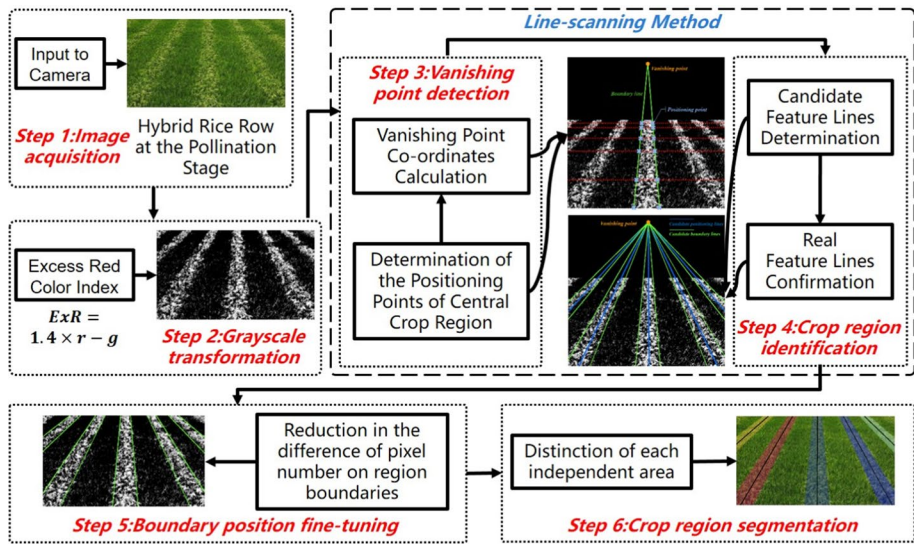 Line-scanning Method
Input to
Camera
Step 1:Image
acquisition
Hybrid Rice Row
at the Pollination
Stage
Excess Red
Color Index
ExR =
1.4 × r − g
Step 2:Grayscale
transformation
Step 3:Vanishing
point detection
Vanishing Point
Co-ordinates
Calculation
Determination of
the Positioning
Points of Central
Crop Region
Vanishing point
Boundary line
Positioning point
Vanishing point
Candidate positioning lines
Candidate boundary lines
Candidate
Feature Lines
Determination
Real
Feature Lines
Confirmation
Step 4:Crop region
identification
Reduction in the
difference of pixel
number on region
boundaries
Step 5:Boundary position fine-tuning
Distinction of each
independent area
Step 6:Crop region segmentation